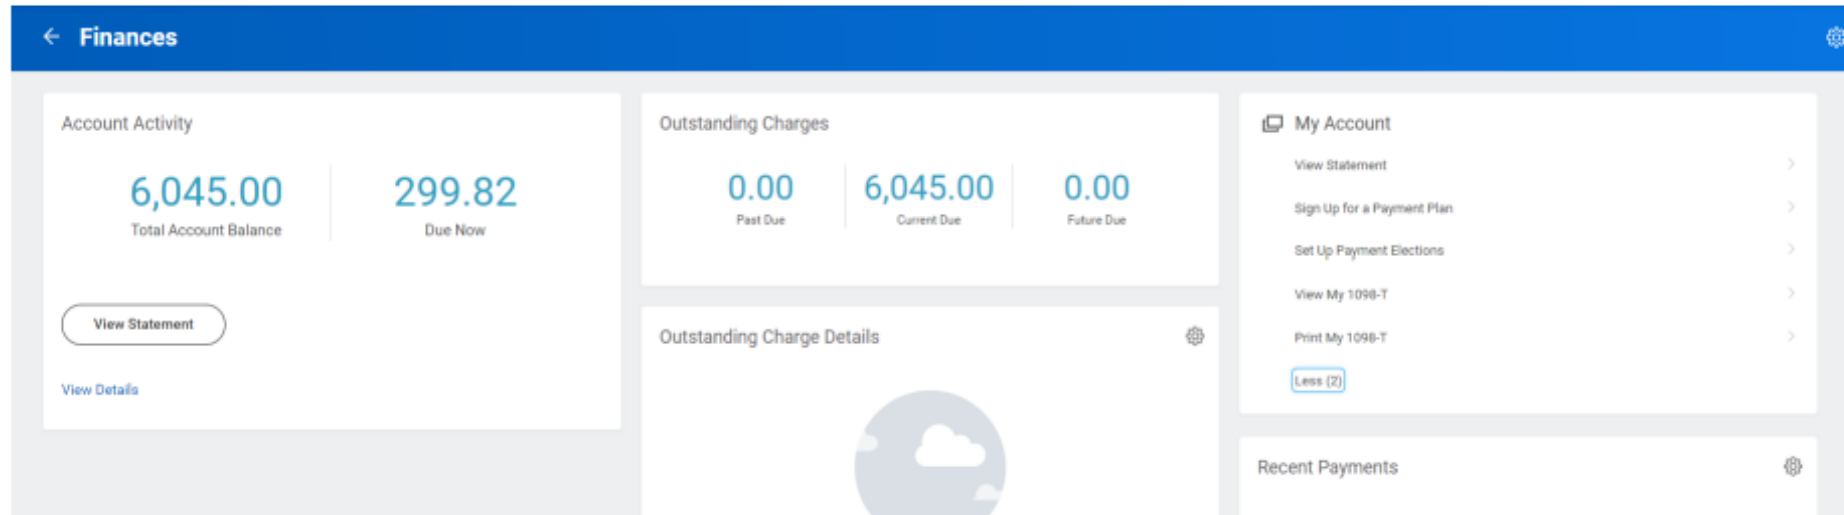 Finances
Account Activity
6,045.00
Total Account Balance
299.82
Due Now
View Statement
View Details
Outstanding Charges
0.00
Past Due
6,045.00
Current Due
0.00
Future Due
Outstanding Charge Details
My Account
View Statement
Sign Up for a Payment Plan
Set Up Payment Elections
View My 1098-T
Print My 1098-T
Less (2)
Recent Payments